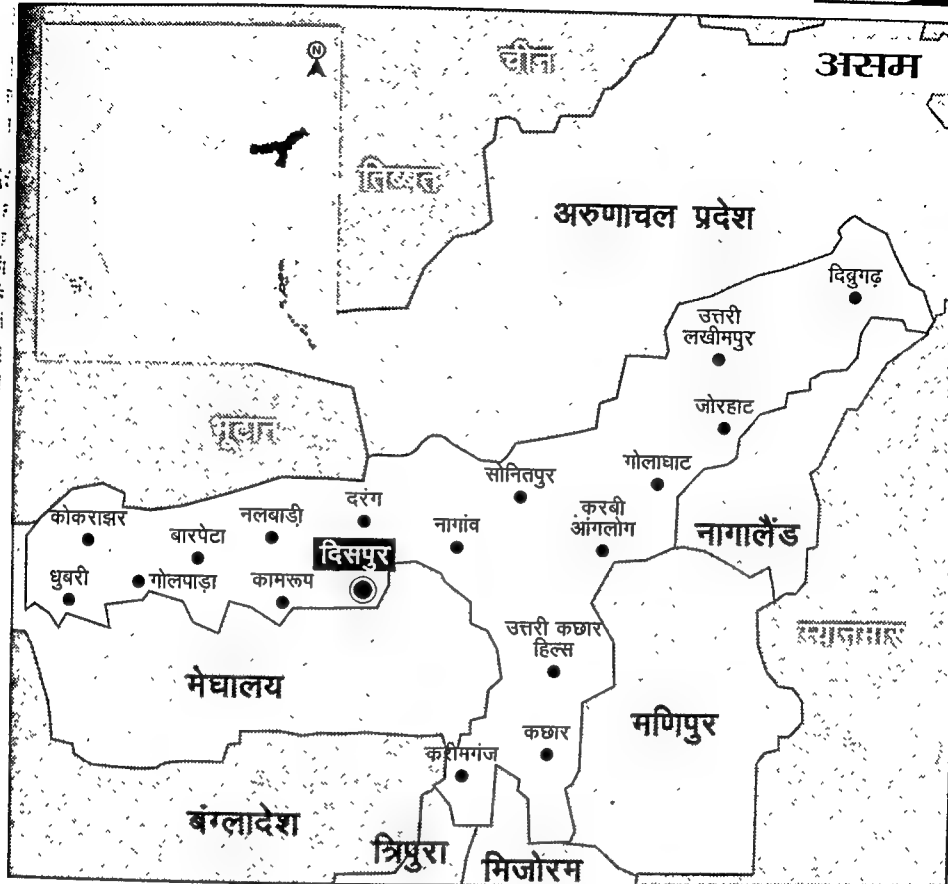 चीन
असम
तिब्बत
अरुणाचल प्रदेश
दिब्रुगढ़
उत्तरी
लखीमपुर
भूटान
जोरहाट
सोनितपुर
गोलाघाट
कोकराझर
नलबाड़ी
दरंग
करबी
आंगलोग
बारपेटा
नागांव
नागालैंड
दिसपुर
धुबरी
गोलपाड़ा
कामरूप
उत्तरी कछार
हिल्स
म्यानमार
मेघालय
मणिपुर
कछार
करीमगंज
बंग्लादेश
त्रिपुरा
मिजोरम
N